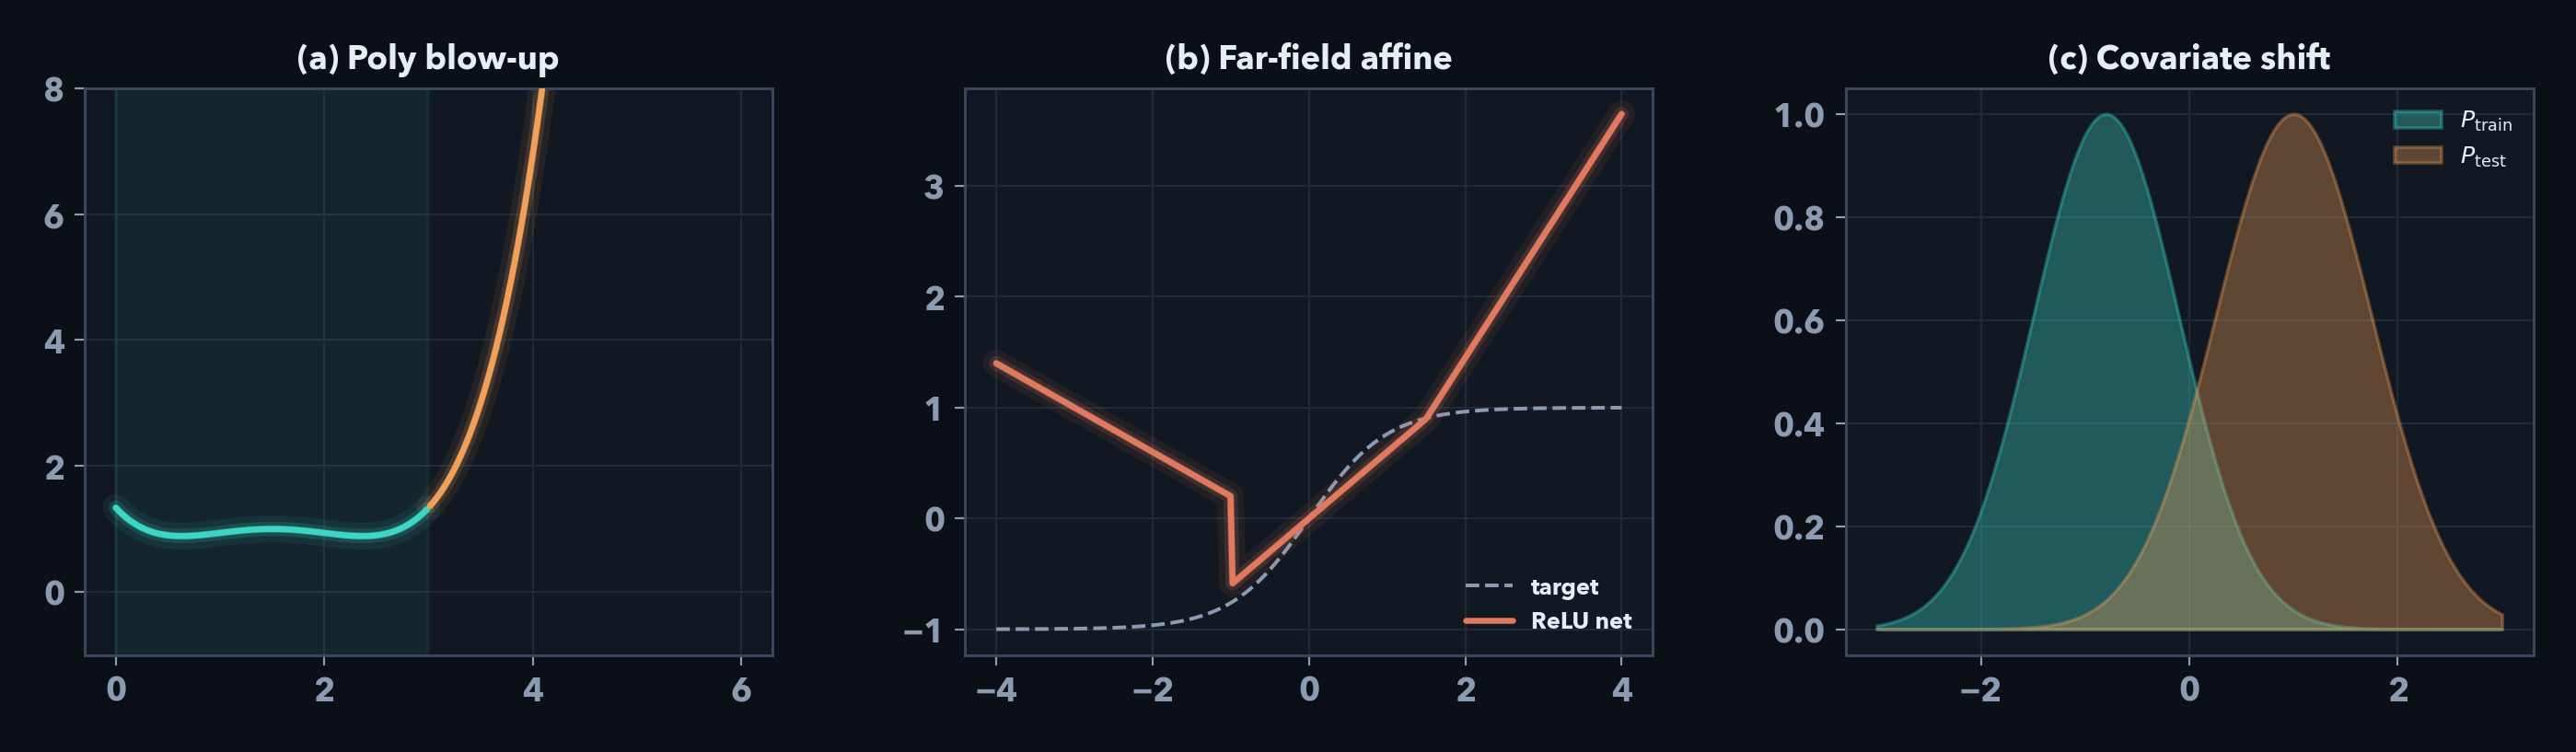 (a) Poly blow-up
8
6
4
2
0
0 2 4 6
(b) Far-field affine
3
2
1
0
−1
−4 −2 0 2 4
target
ReLU net
(c) Covariate shift
1.0
0.8
0.6
0.4
0.2
0.0
−2 0 2
P_train
P_test